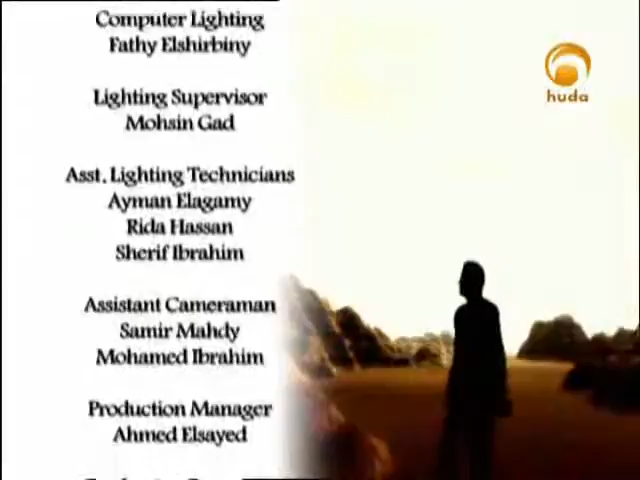 Computer Lighting
Fathy Elshirbiny
Lighting Supervisor
Mohsin Gad
Asst. Lighting Technicians
Ayman Elagamy
Rida Hassan
Sherif Ibrahim
Assistant Cameraman
Samir Mahdy
Mohamed Ibrahim
Production Manager
Ahmed Elsayed
huda